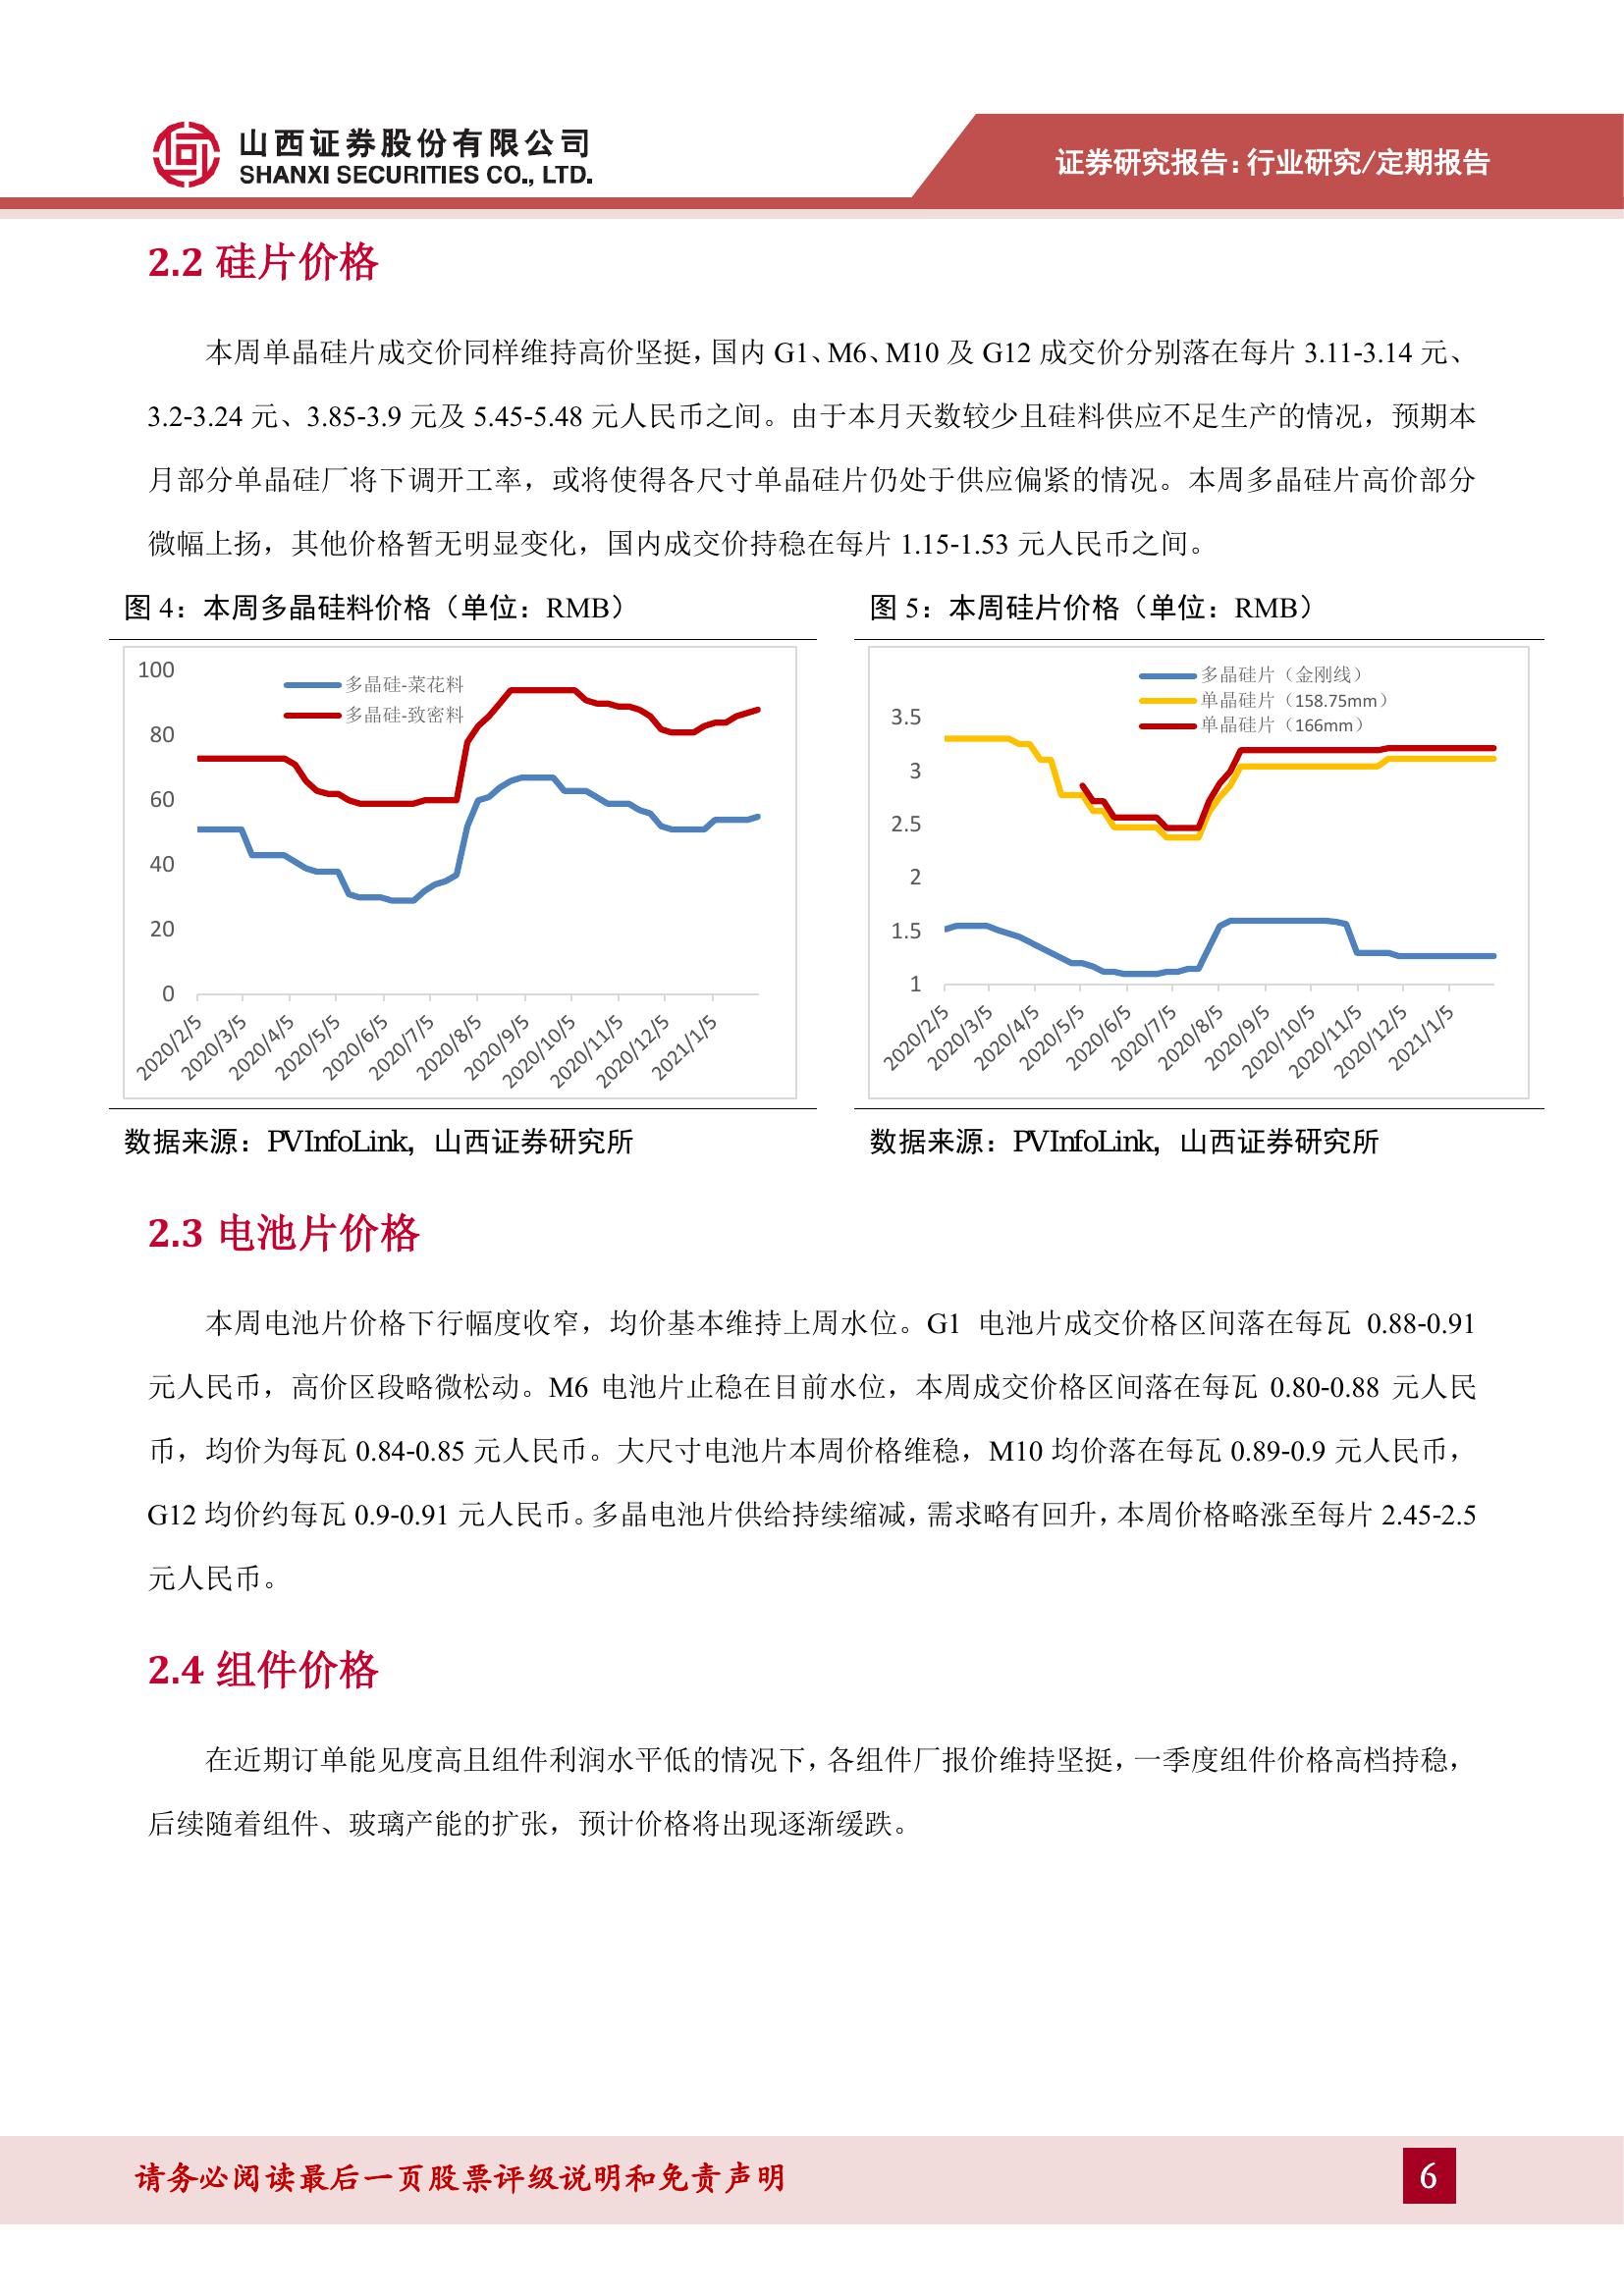 山西证券股份有限公司
SHANXI SECURITIES CO., LTD.
证券研究报告：行业研究/定期报告
2.2 硅片价格
本周单晶硅片成交价同样维持高价坚挺，国内 G1、M6、M10 及 G12 成交价分别落在每片 3.11-3.14 元、
3.2-3.24 元、3.85-3.9 元及 5.45-5.48 元人民币之间。由于本月天数较少且硅料供应不足生产的情况，预期本
月部分单晶硅厂将下调开工率，或将使得各尺寸单晶硅片仍处于供应偏紧的情况。本周多晶硅片高价部分
微幅上扬，其他价格暂无明显变化，国内成交价持稳在每片 1.15-1.53 元人民币之间。
图 4：本周多晶硅料价格（单位：RMB）
100
80
60
40
20
0
多晶硅-菜花料
多晶硅-致密料
2020/2/5
2020/3/5
2020/4/5
2020/5/5
2020/6/5
2020/7/5
2020/8/5
2020/9/5
2020/10/5
2020/11/5
2020/12/5
2021/1/5
数据来源：PVInfoLink，山西证券研究所
图 5：本周硅片价格（单位：RMB）
多晶硅片（金刚线）
单晶硅片（158.75mm）
单晶硅片（166mm）
3.5
3
2.5
2
1.5
1
2020/2/5
2020/3/5
2020/4/5
2020/5/5
2020/6/5
2020/7/5
2020/8/5
2020/9/5
2020/10/5
2020/11/5
2020/12/5
2021/1/5
数据来源：PVInfoLink，山西证券研究所
2.3 电池片价格
本周电池片价格下行幅度收窄，均价基本维持上周水位。G1 电池片成交价格区间落在每瓦 0.88-0.91
元人民币，高价区段略微松动。M6 电池片止稳在目前水位，本周成交价格区间落在每瓦 0.80-0.88 元人民
币，均价为每瓦 0.84-0.85 元人民币。大尺寸电池片本周价格维稳，M10 均价落在每瓦 0.89-0.9 元人民币，
G12 均价约每瓦 0.9-0.91 元人民币。多晶电池片供给持续缩减，需求略有回升，本周价格略涨至每片 2.45-2.5
元人民币。
2.4 组件价格
在近期订单能见度高且组件利润水平低的情况下，各组件厂报价维持坚挺，一季度组件价格高档持稳，
后续随着组件、玻璃产能的扩张，预计价格将出现逐渐缓跌。
请务必阅读最后一页股票评级说明和免责声明
6